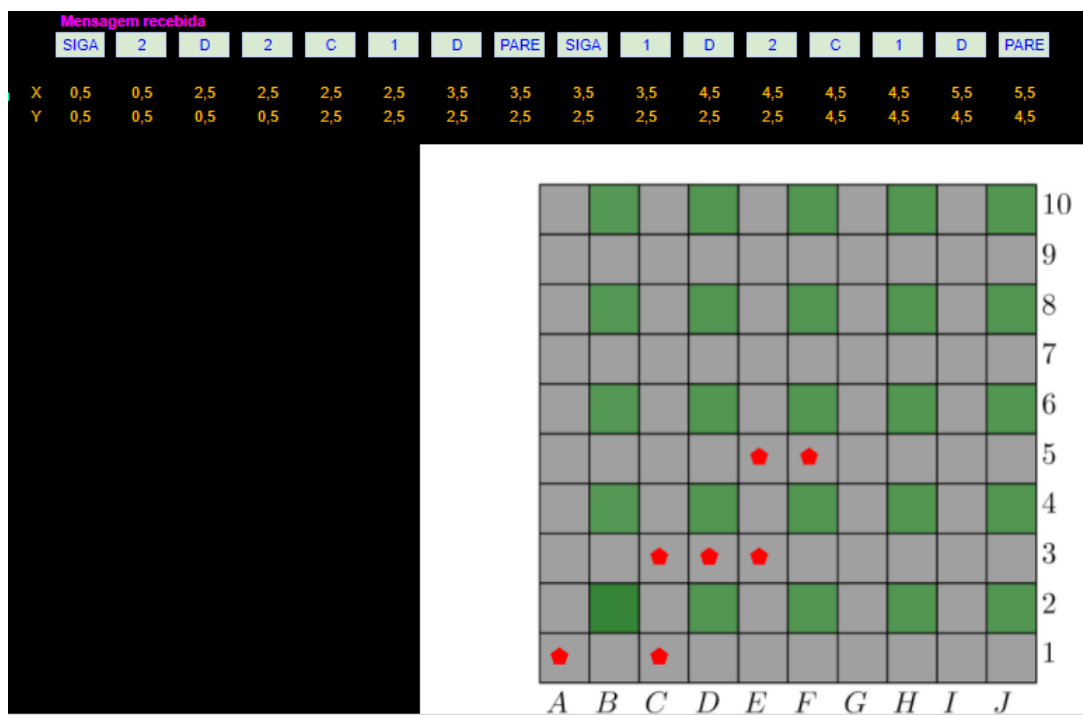 Mensagem recebida
SIGA 2 D 2 C 1 D PARE SIGA 1 D 2 C 1 D PARE
X 0,5 0,5 2,5 2,5 2,5 2,5 3,5 3,5 3,5 3,5 4,5 4,5 4,5 4,5 5,5 5,5
Y 0,5 0,5 0,5 0,5 2,5 2,5 2,5 2,5 2,5 2,5 2,5 2,5 4,5 4,5 4,5 4,5
10
9
8
7
6
5
4
3
2
1
A B C D E F G H I J